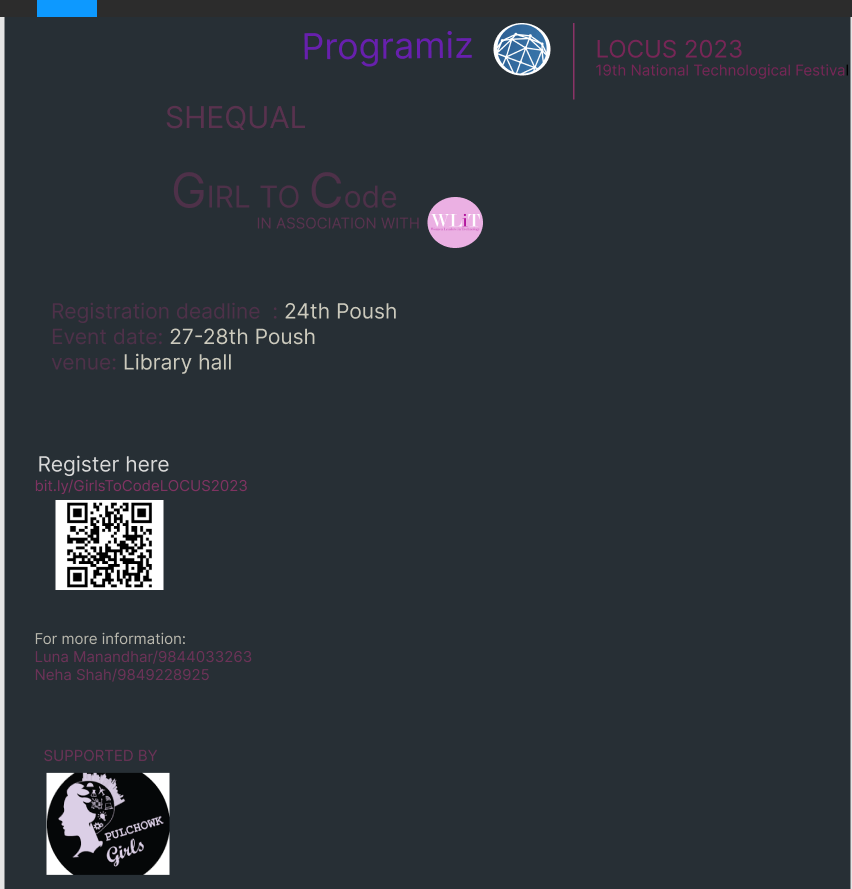 Programiz
LOCUS 2023
19th National Technological Festival
SHEQUAL
GIRL TO Code
IN ASSOCIATION WITH
WLiT
Registration deadline : 24th Poush
Event date: 27-28th Poush
venue: Library hall
Register here
bit.ly/GirlsToCodeLOCUS2023
For more information:
Luna Manandhar/9844033263
Neha Shah/9849228925
SUPPORTED BY
PULCHOWK
Girls